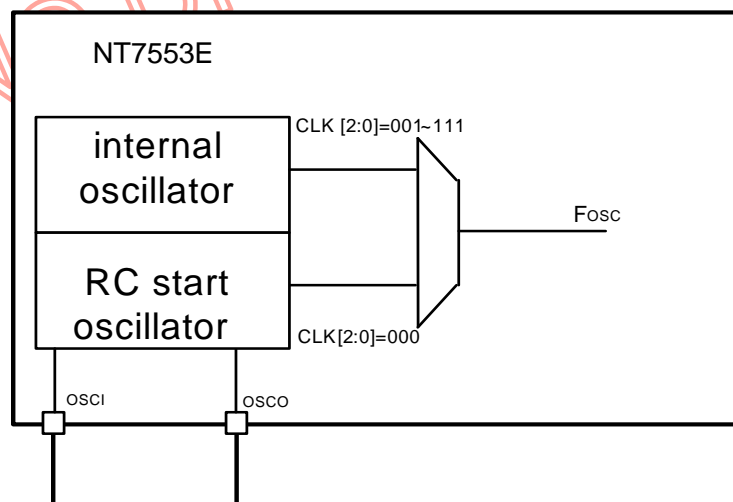 NT7553E
CLK [2:0]=001~111
internal
oscillator
FOSC
RC start
oscillator
CLK[2:0]=000
OSCI
OSCO